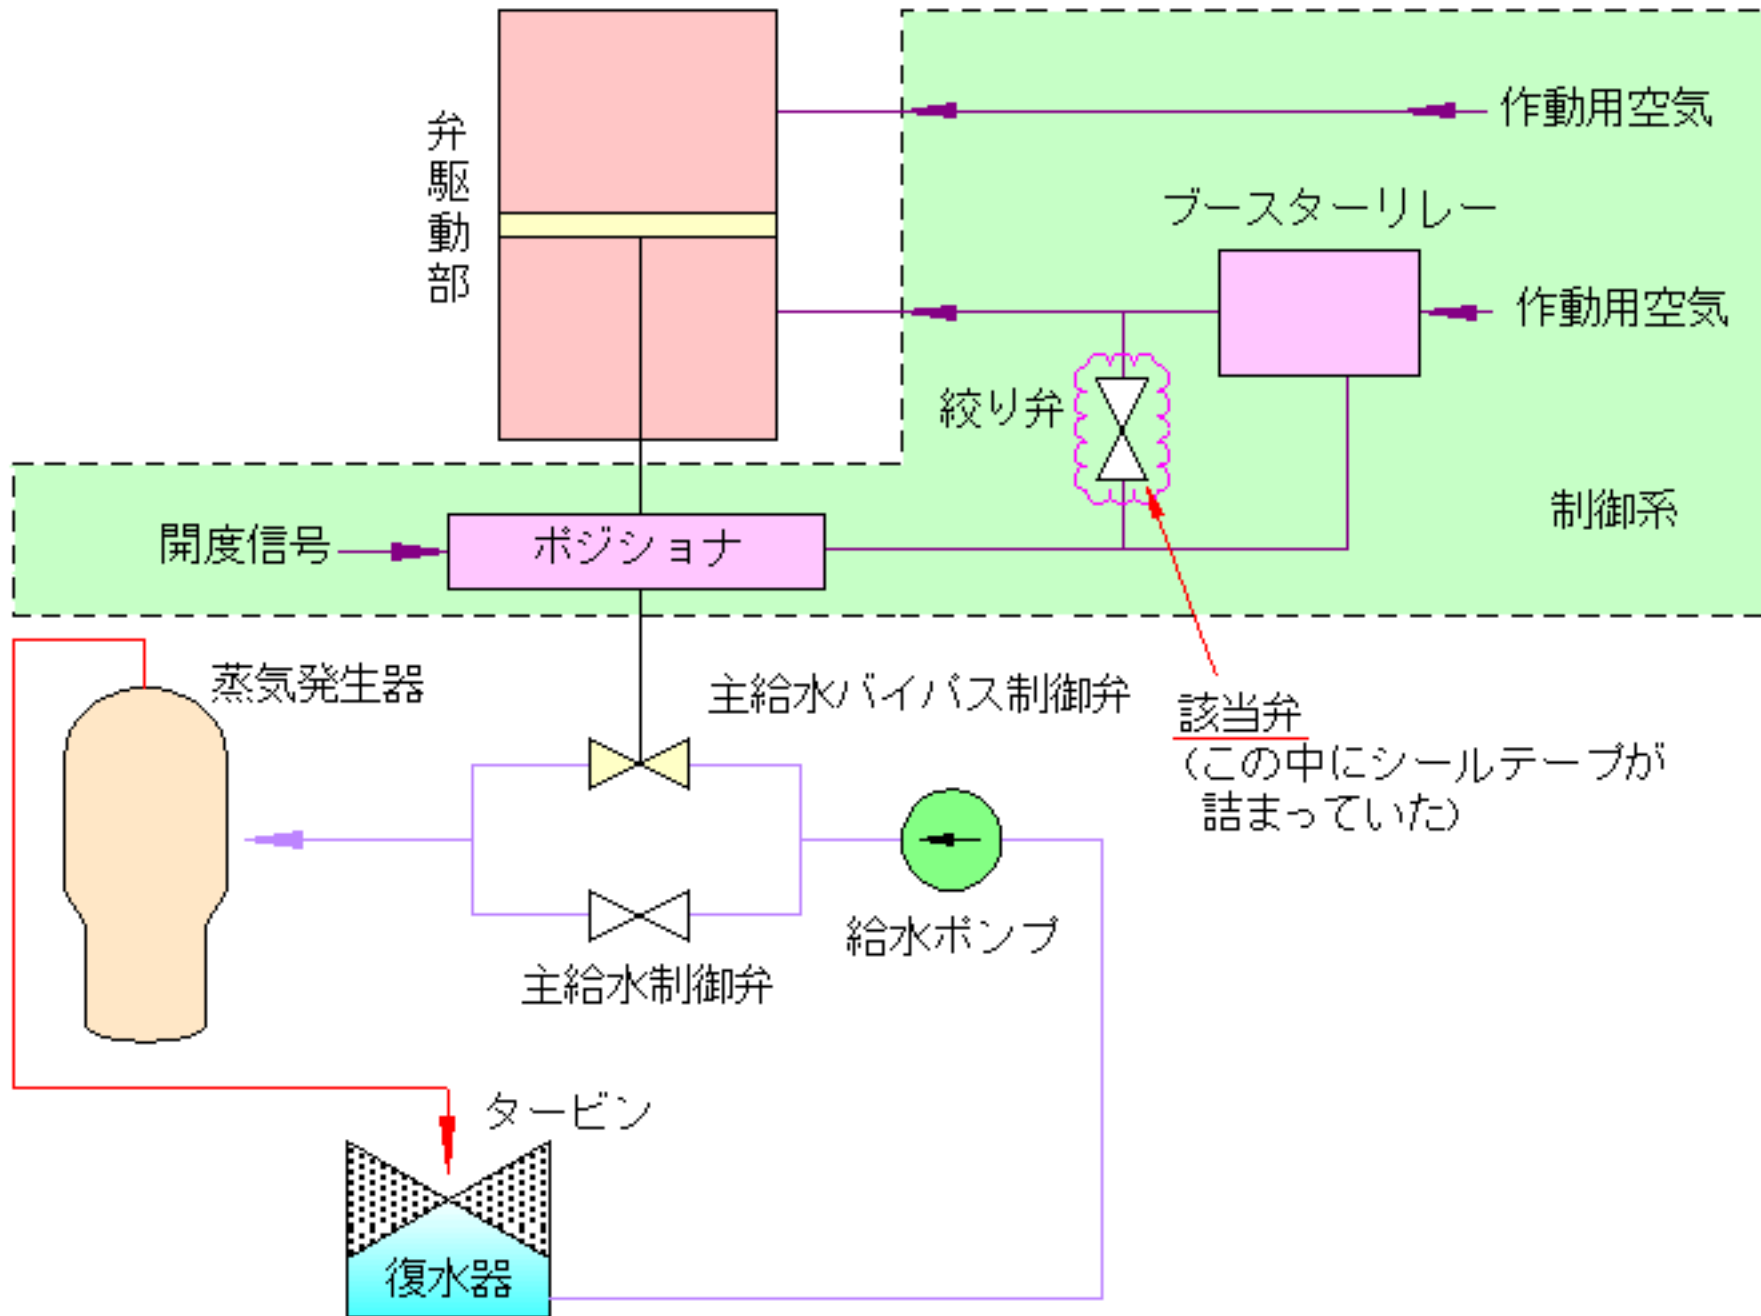 弁駆動部
作動用空気
ブースターリレー
作動用空気
絞り弁
制御系
開度信号
ポジショナ
蒸気発生器
主給水バイパス制御弁
該当弁
(この中にシールテープが
詰まっていた)
給水ポンプ
主給水制御弁
タービン
復水器